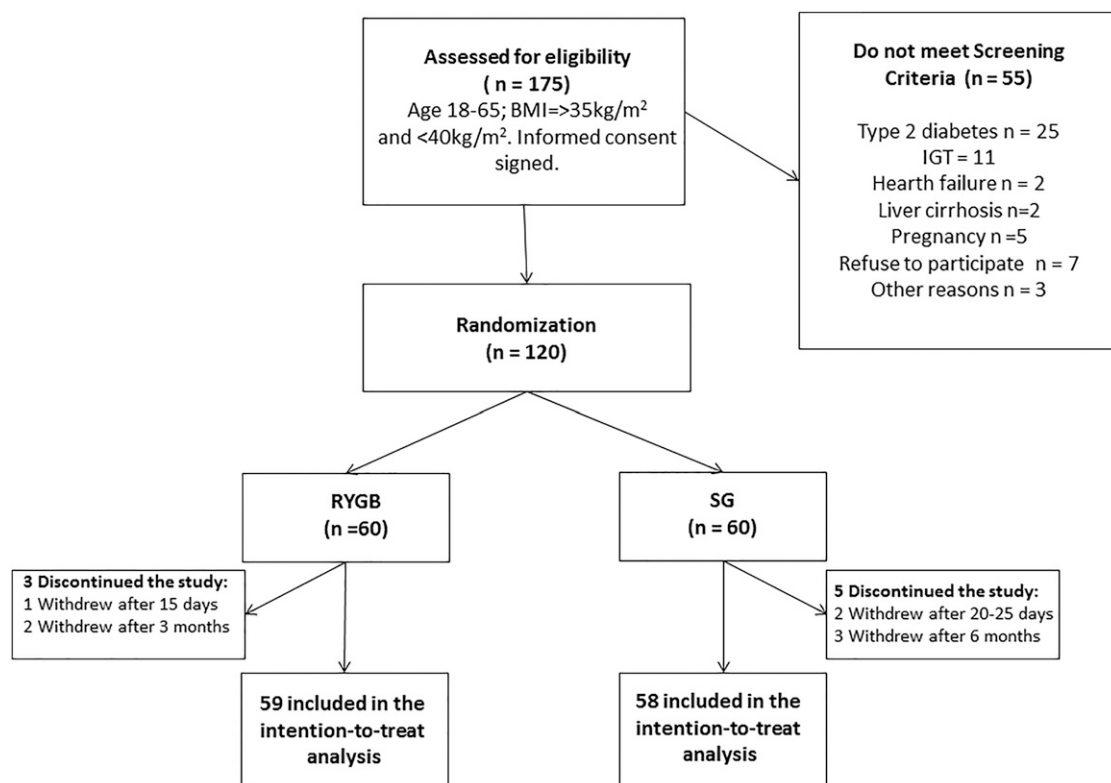 Assessed for eligibility
( n = 175)
Age 18-65; BMI=>35kg/m²
and <40kg/m². Informed consent
signed.
Do not meet Screening
Criteria (n = 55)
Type 2 diabetes n = 25
IGT = 11
Hearth failure n = 2
Liver cirrhosis n=2
Pregnancy n =5
Refuse to participate n = 7
Other reasons n = 3
Randomization
(n = 120)
RYGB
(n =60)
SG
(n = 60)
3 Discontinued the study:
1 Withdrew after 15 days
2 Withdrew after 3 months
5 Discontinued the study:
2 Withdrew after 20-25 days
3 Withdrew after 6 months
59 included in the
intention-to-treat
analysis
58 included in the
intention-to-treat
analysis